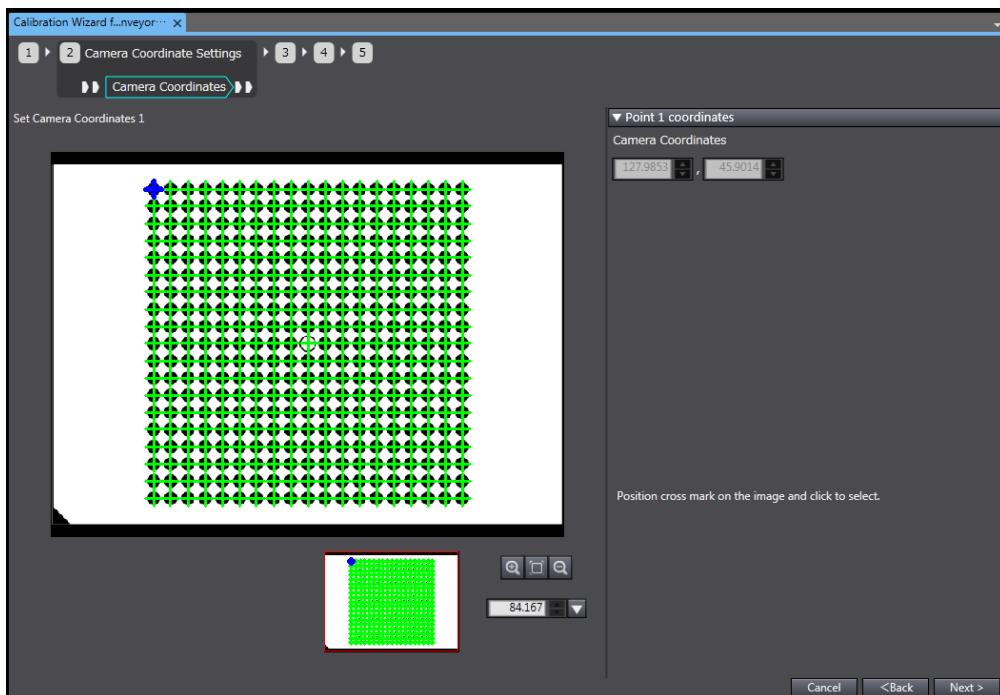 Calibration Wizard f...nveyor···
1 2 Camera Coordinate Settings 3 4 5
Camera Coordinates
Set Camera Coordinates 1
Point 1 coordinates
Camera Coordinates
127.9853 , 45.9014
Position cross mark on the image and click to select.
84.167
Cancel <Back Next >